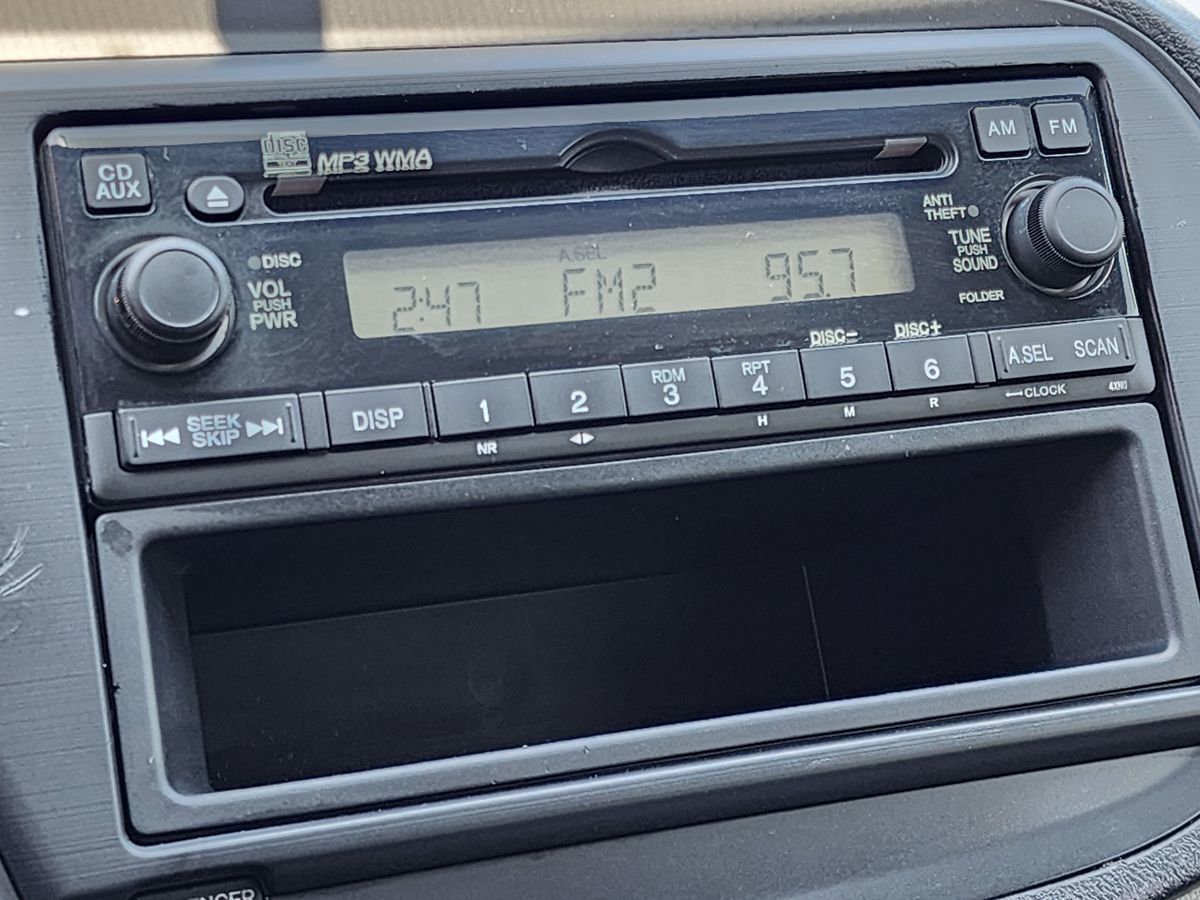 CD
AUX
disc
TEXT
MP3 WMA
AM
FM
ANTI
THEFT
DISC
VOL
PUSH
PWR
A.SEL
2:47
FM2
95.7
TUNE
PUSH
SOUND
FOLDER
DISC-
DISC+
SEEK
SKIP
DISP
1
2
RDM
3
RPT
4
5
6
A.SEL
SCAN
NR
H
M
R
CLOCK
4XN0